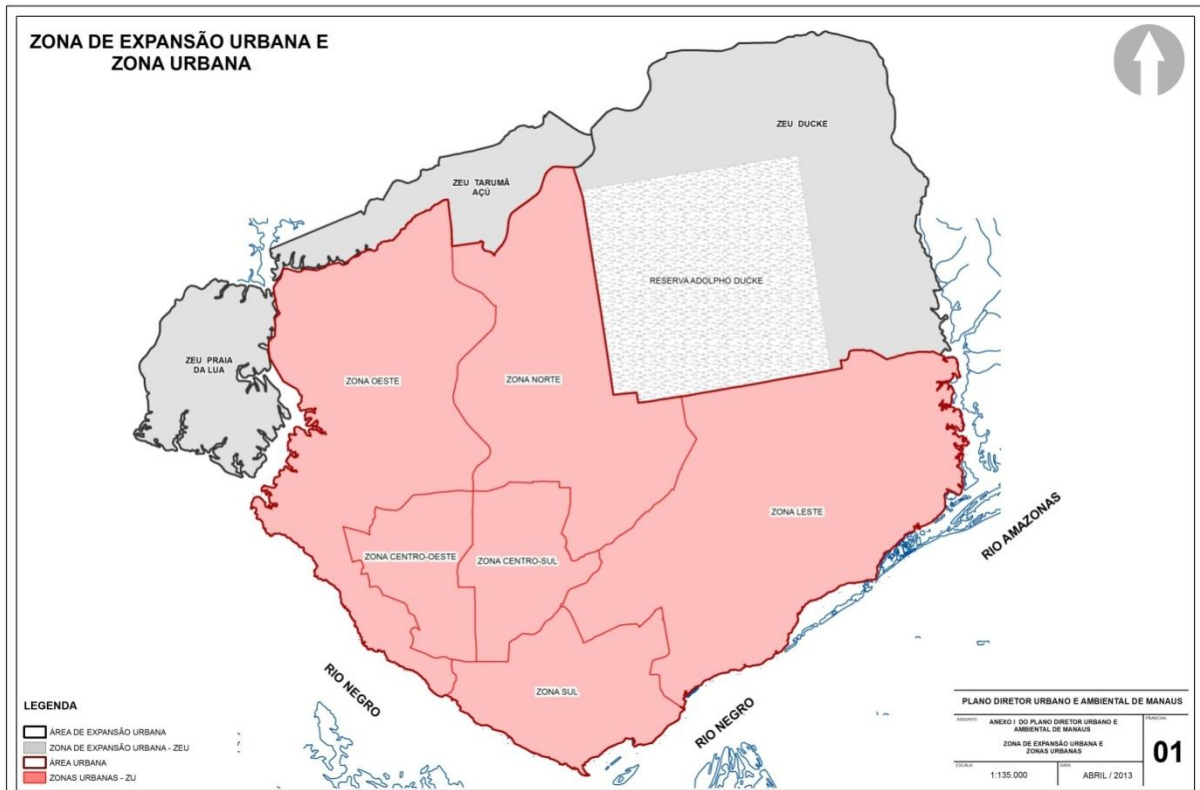 ZONA DE EXPANSÃO URBANA E
ZONA URBANA
ZEU DUCKE
ZEU TARUMÃ
AÇÚ
RESERVA ADOLPHO DUCKE
ZEU PRAIA
DA LUA
ZONA OESTE
ZONA NORTE
ZONA LESTE
ZONA CENTRO-OESTE
ZONA CENTRO-SUL
RIO AMAZONAS
ZONA SUL
RIO NEGRO
RIO NEGRO
LEGENDA
ÁREA DE EXPANSÃO URBANA
ZONA DE EXPANSÃO URBANA - ZEU
ÁREA URBANA
ZONAS URBANAS - ZU
PLANO DIRETOR URBANO E AMBIENTAL DE MANAUS
ASSUNTO:
ANEXO I DO PLANO DIRETOR URBANO E
AMBIENTAL DE MANAUS
ZONA DE EXPANSÃO URBANA E
ZONAS URBANAS
PRANCHA:
01
ESCALA:
1:135.000
DATA:
ABRIL / 2013